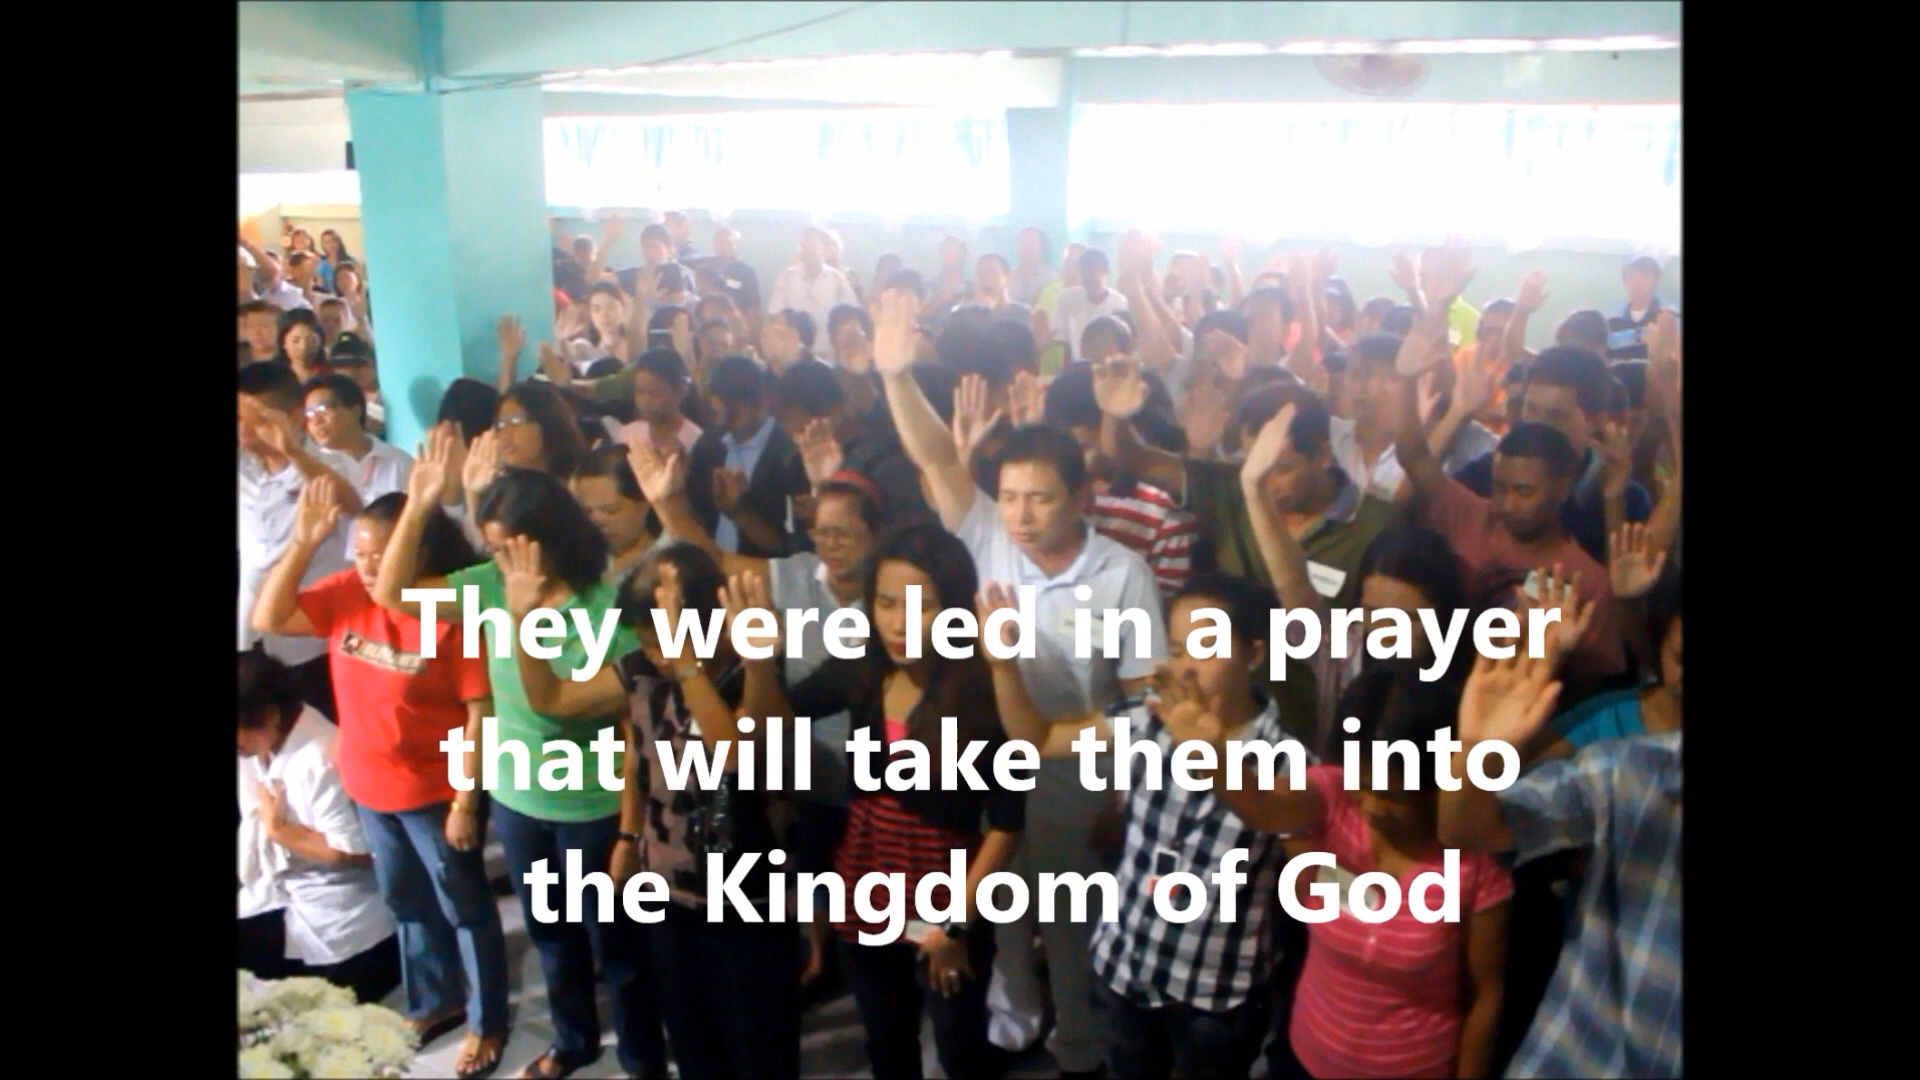 They were led in a prayer
that will take them into
the Kingdom of God